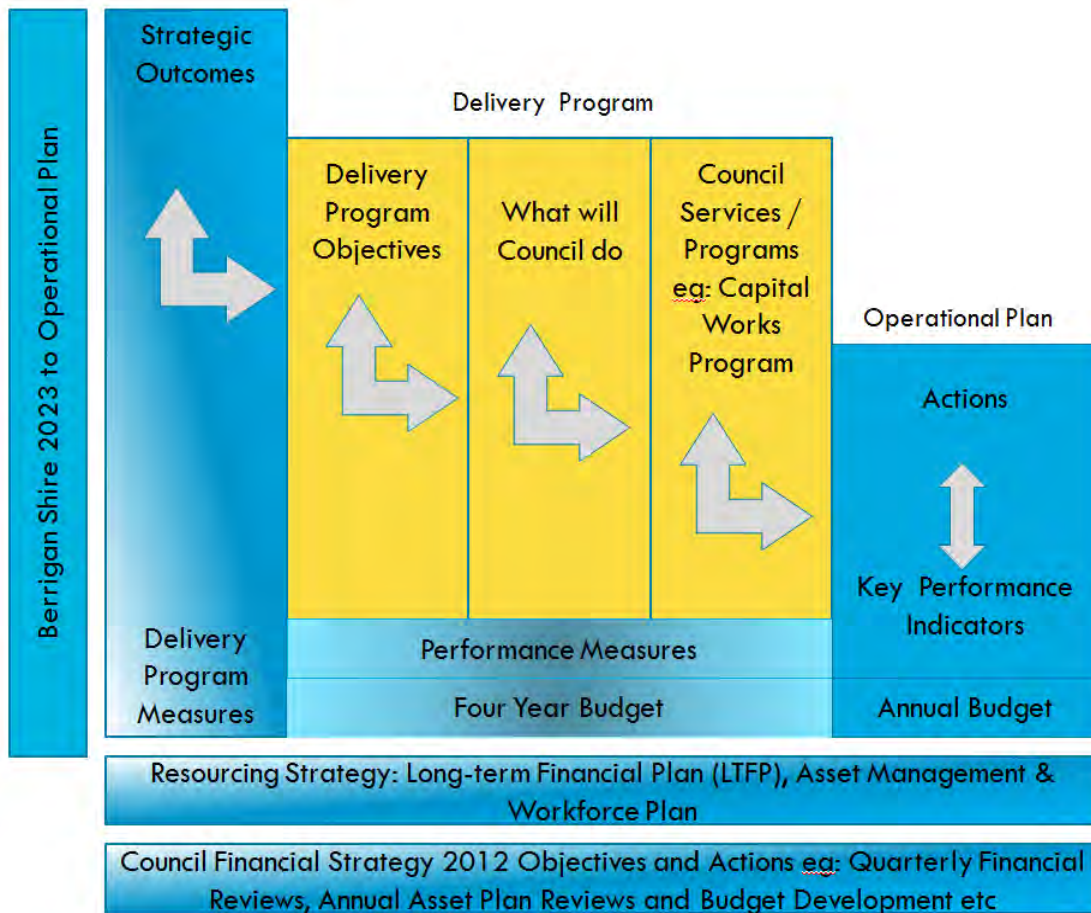 Berrigan Shire 2023 to Operational Plan
Strategic
Outcomes
Delivery
Program
Measures
Delivery Program
Delivery
Program
Objectives
What will
Council do
Council
Services /
Programs
eg: Capital
Works
Program
Performance Measures
Four Year Budget
Operational Plan
Actions
Key Performance
Indicators
Annual Budget
Resourcing Strategy: Long-term Financial Plan (LTFP), Asset Management &
Workforce Plan
Council Financial Strategy 2012 Objectives and Actions eg: Quarterly Financial
Reviews, Annual Asset Plan Reviews and Budget Development etc